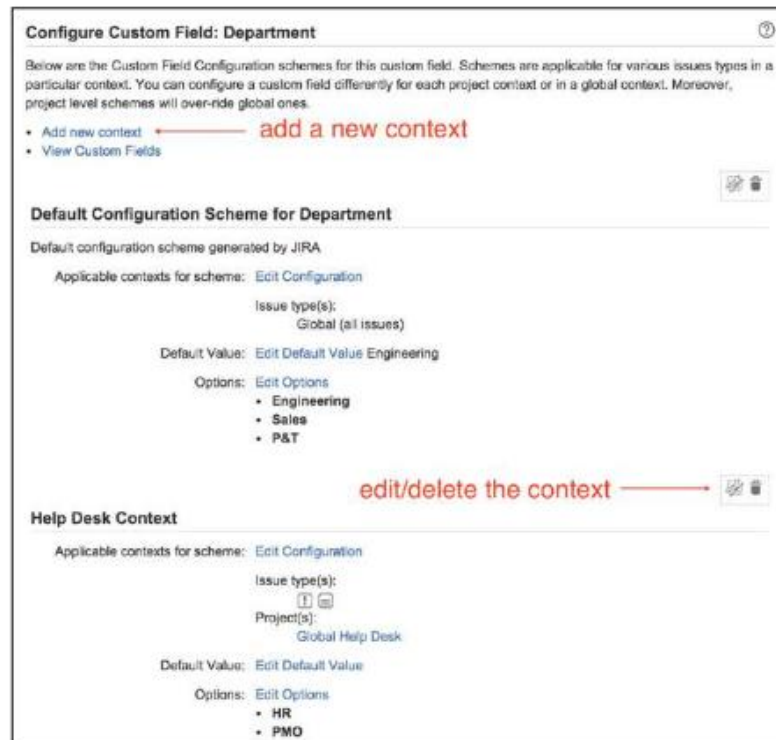 Configure Custom Field: Department
Below are the Custom Field Configuration schemes for this custom field. Schemes are applicable for various issues types in a
particular context. You can configure a custom field differently for each project context or in a global context. Moreover,
project level schemes will over-ride global ones.
• Add new context
add a new context
• View Custom Fields
Default Configuration Scheme for Department
Default configuration scheme generated by JIRA
Applicable contexts for scheme: Edit Configuration
Issue type(s):
Global (all issues)
Default Value: Edit Default Value Engineering
Options: Edit Options
• Engineering
• Sales
• P&T
edit/delete the context
Help Desk Context
Applicable contexts for scheme: Edit Configuration
Issue type(s):
Project(s):
Global Help Desk
Default Value: Edit Default Value
Options: Edit Options
• HR
• PMO